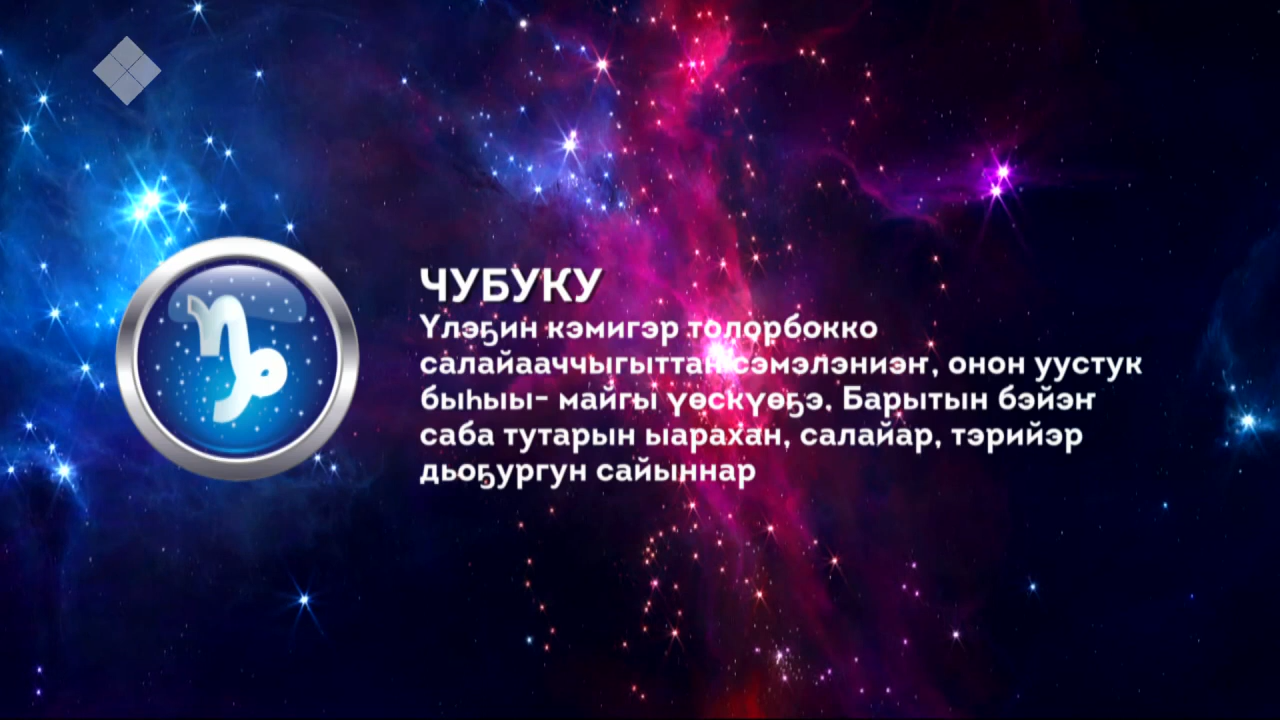 ЧУБУКУ
Үлэҕин кэмигэр толорбокко
салайааччыгыттан сэмэлэниэҥ, онон уустук
быһыы- майгы үөскүөҕэ. Барытын бэйэҥ
саба тутарын ыарахан, салайар, тэрийэр
дьоҕургун сайыннар